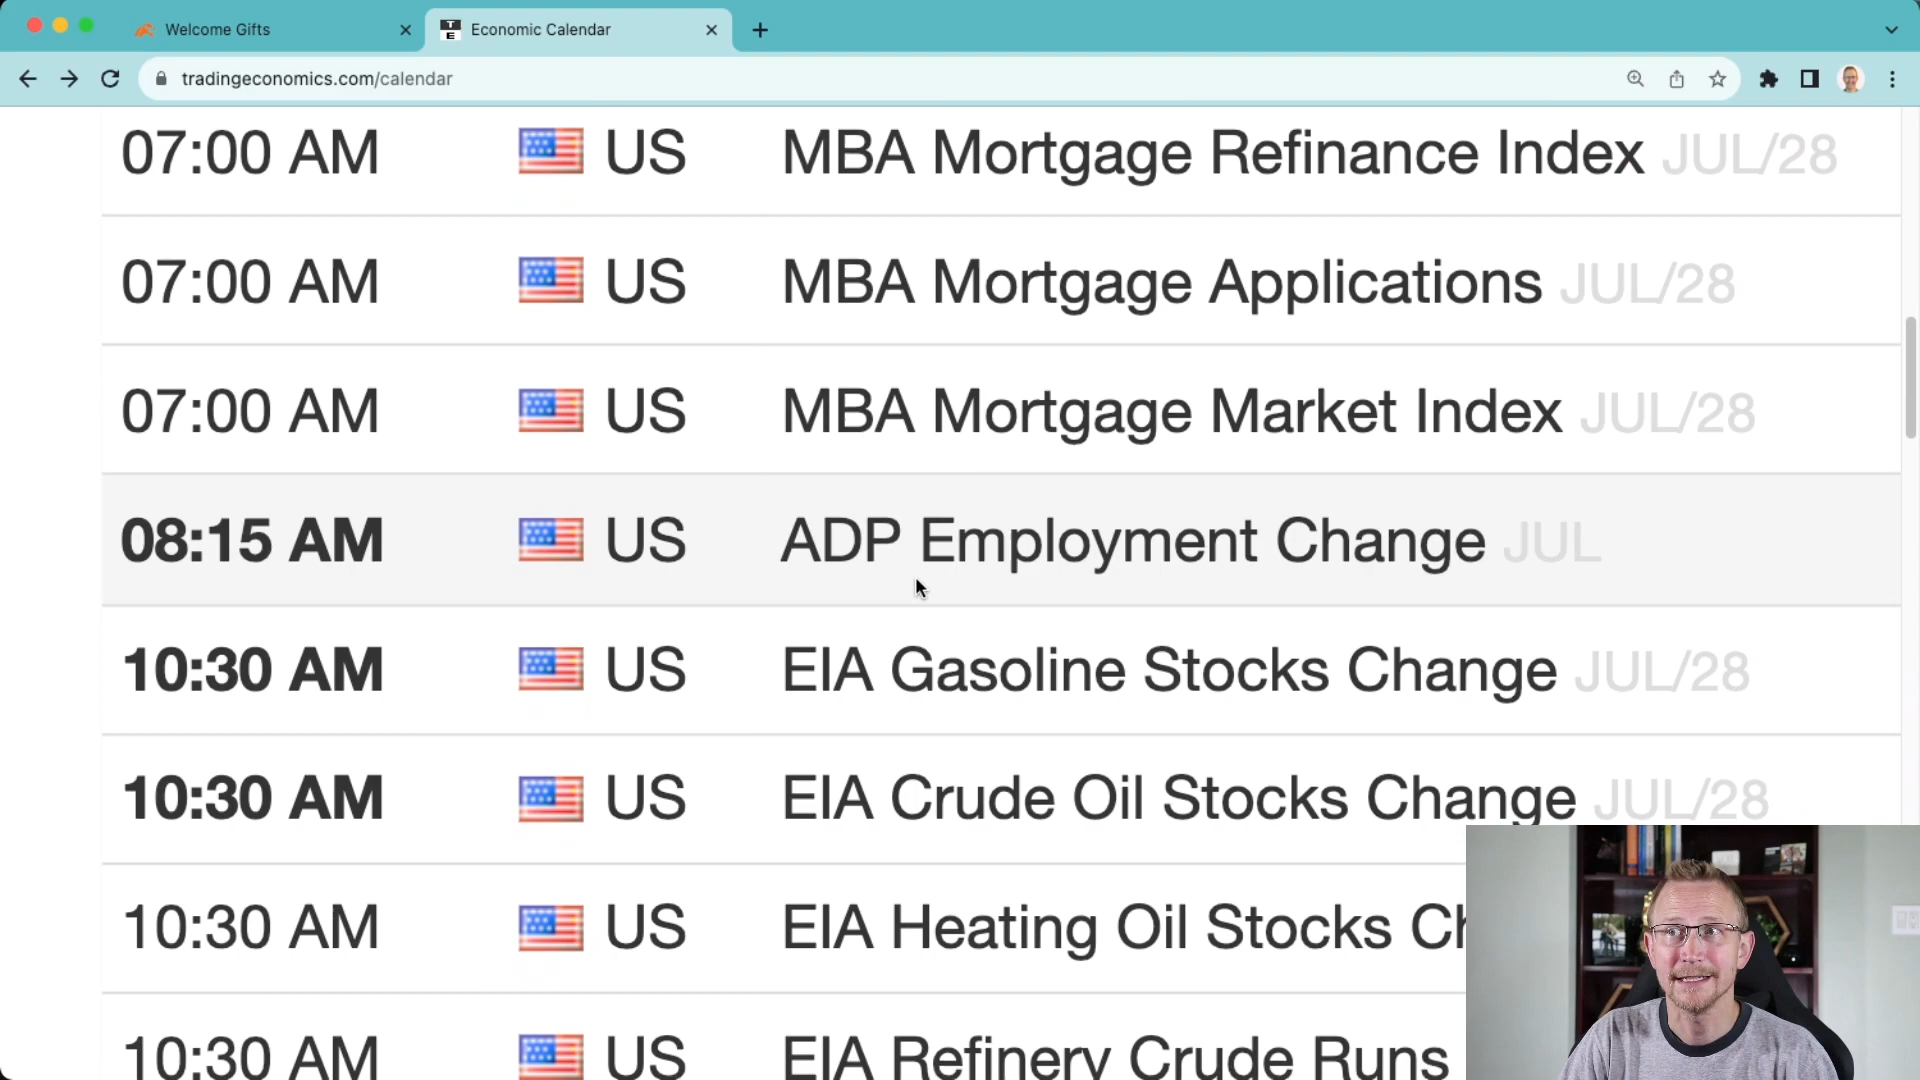 Welcome Gifts
Economic Calendar
tradingeconomics.com/calendar
07:00 AM US MBA Mortgage Refinance Index JUL/28
07:00 AM US MBA Mortgage Applications JUL/28
07:00 AM US MBA Mortgage Market Index JUL/28
08:15 AM US ADP Employment Change JUL
10:30 AM US EIA Gasoline Stocks Change JUL/28
10:30 AM US EIA Crude Oil Stocks Change JUL/28
10:30 AM US EIA Heating Oil Stocks Ch
10:30 AM US EIA Refinery Crude Runs